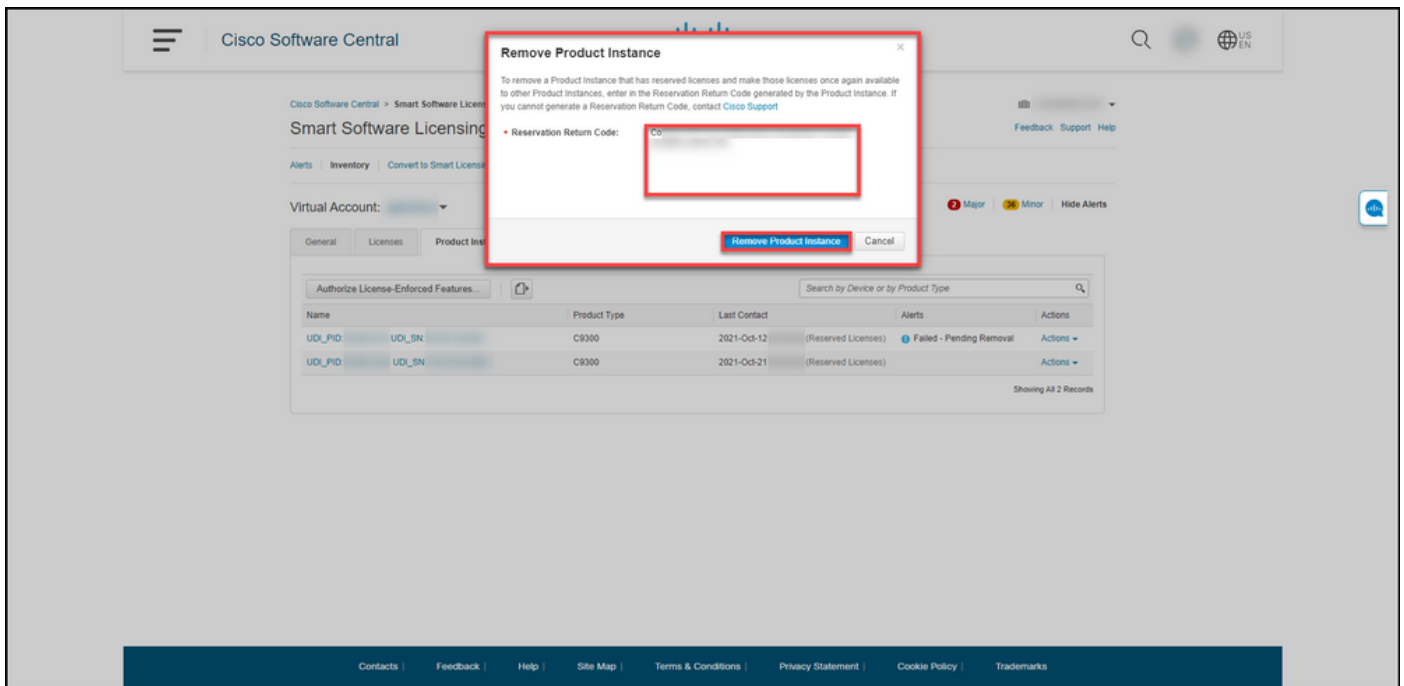 Cisco Software Central
US
EN
Remove Product Instance
×
To remove a Product Instance that has reserved licenses and make those licenses once again available
to other Product Instances, enter in the Reservation Return Code generated by the Product Instance. If
you cannot generate a Reservation Return Code, contact Cisco Support
• Reservation Return Code:
Co
Remove Product Instance Cancel
Cisco Software Central > Smart Software Licens
Smart Software Licensing
Feedback Support Help
Alerts | Inventory | Convert to Smart Licensi
Virtual Account:
2 Major | 36 Minor | Hide Alerts
General Licenses Product Inst
Authorize License-Enforced Features...
Search by Device or by Product Type
Name Product Type Last Contact Alerts Actions
UDI_PID: UDI_SN: C9300 2021-Oct-12 (Reserved Licenses) Failed - Pending Removal Actions
UDI_PID: UDI_SN C9300 2021-Oct-21 (Reserved Licenses) Actions
Showing All 2 Records
Contacts | Feedback | Help | Site Map | Terms & Conditions | Privacy Statement | Cookie Policy | Trademarks